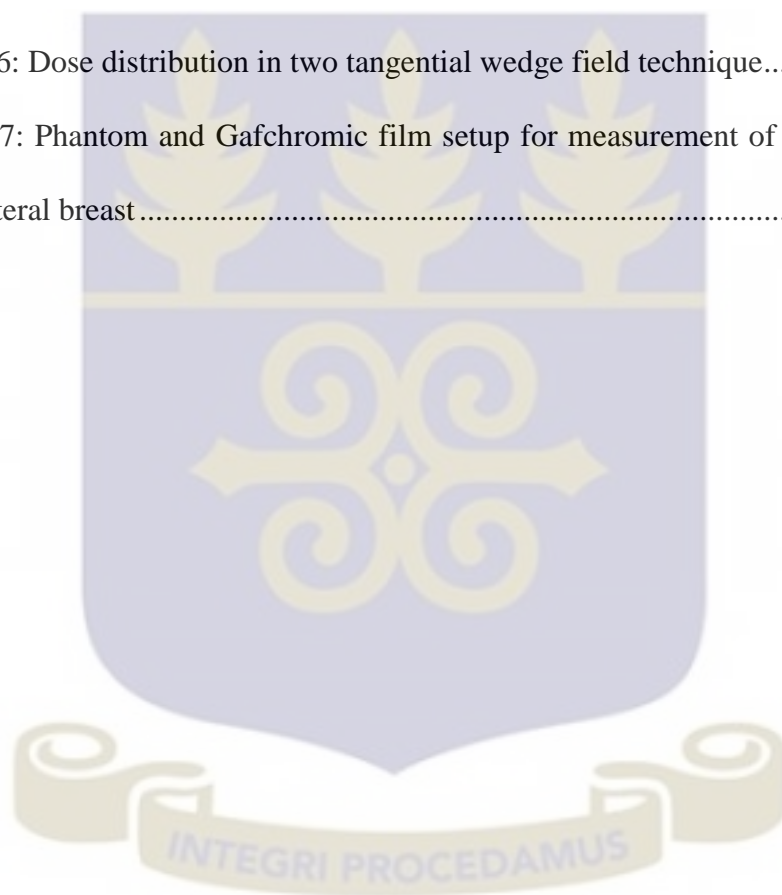 6: Dose distribution in two tangential wedge field technique...
7: Phantom and Gafchromic film setup for measurement of
teral breast...............................................................................
INTEGRI PROCEDAMUS